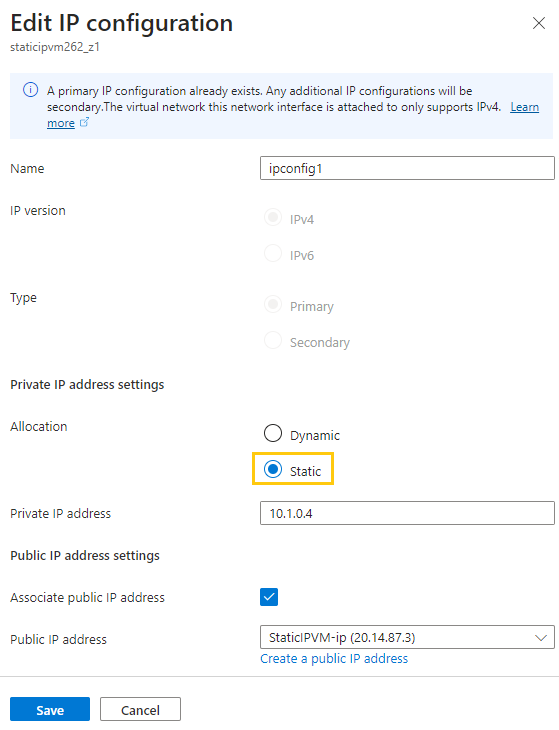 Edit IP configuration
staticipvm262_z1
A primary IP configuration already exists. Any additional IP configurations will be
secondary.The virtual network this network interface is attached to only supports IPv4. Learn
more
Name
ipconfig1
IP version
IPv4
IPv6
Type
Primary
Secondary
Private IP address settings
Allocation
Dynamic
Static
Private IP address
10.1.0.4
Public IP address settings
Associate public IP address
Public IP address
StaticIPVM-ip (20.14.87.3)
Create a public IP address
Save
Cancel